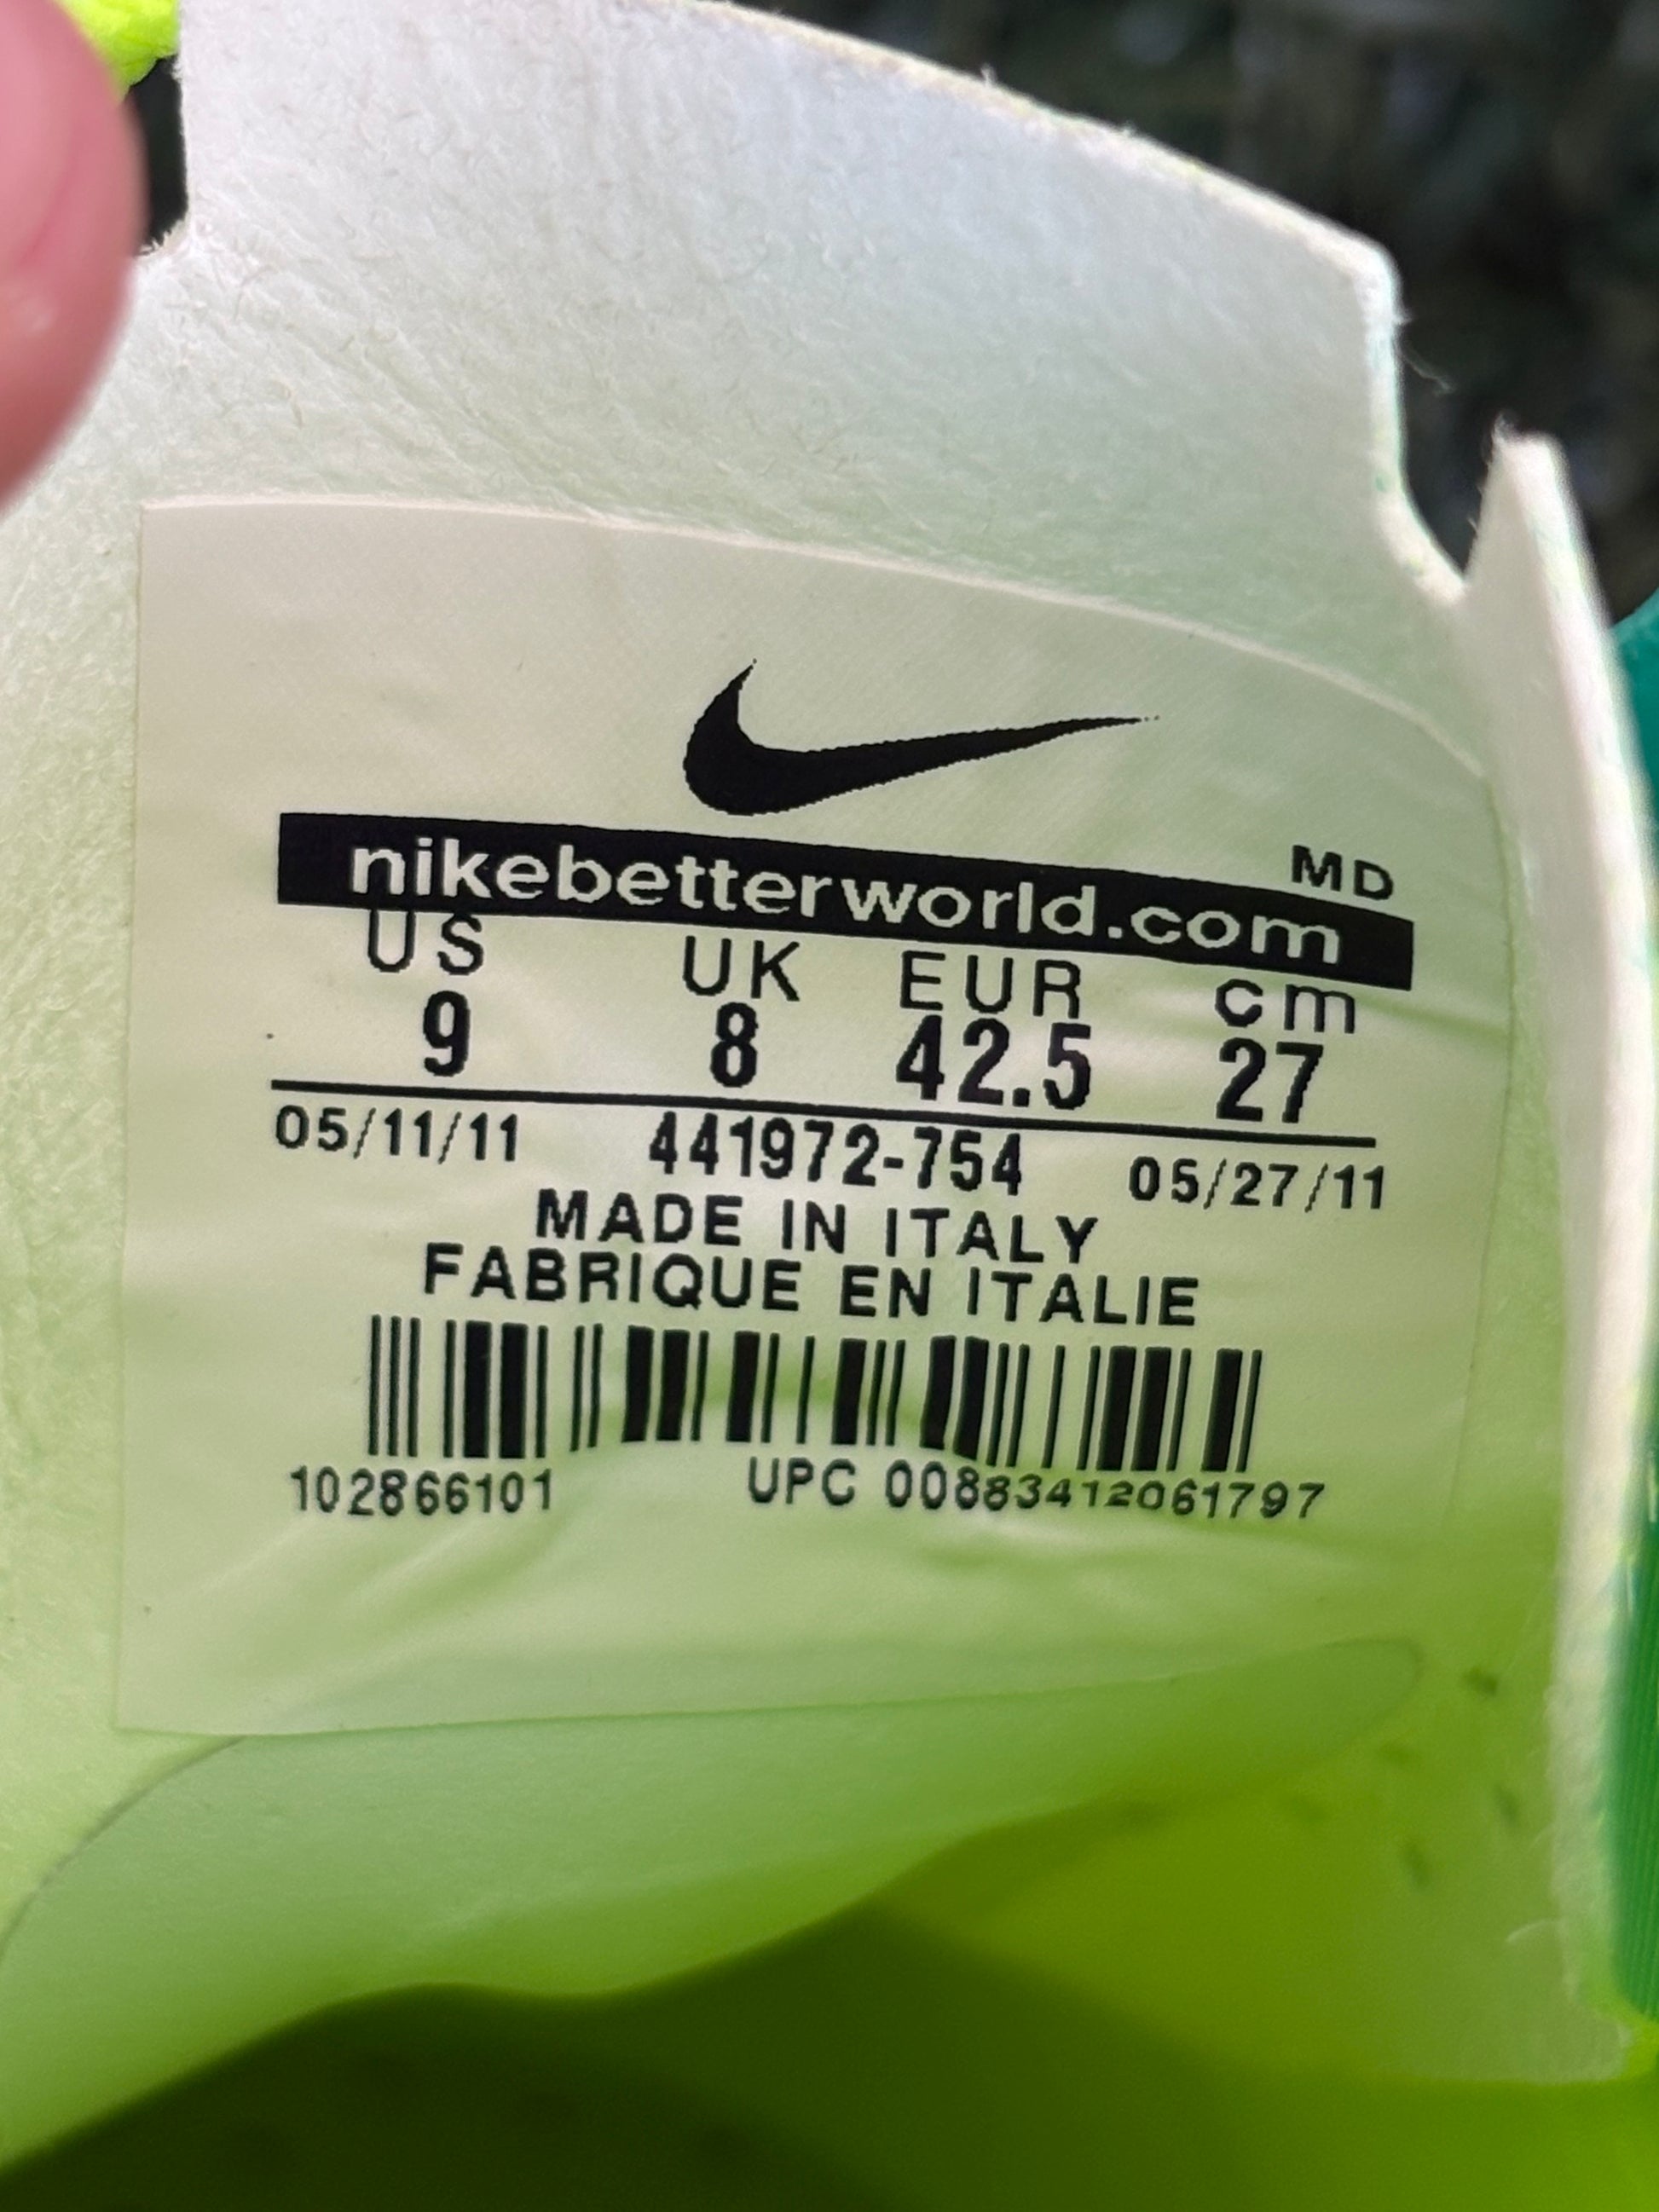 nikebetterworld.com MD
US UK EUR cm
9 8 42.5 27
05/11/11 441972-754 05/27/11
MADE IN ITALY
FABRIQUE EN ITALIE
102866101 UPC 00883412061797